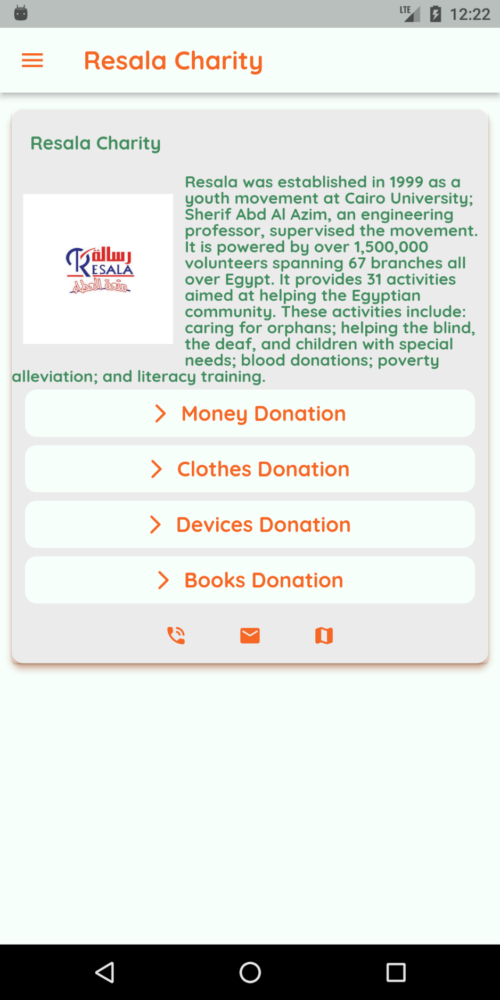 LTE 12:22
Resala Charity
Resala Charity
Resala was established in 1999 as a
youth movement at Cairo University;
Sherif Abd Al Azim, an engineering
professor, supervised the movement.
It is powered by over 1,500,000
volunteers spanning 67 branches all
over Egypt. It provides 31 activities
aimed at helping the Egyptian
community. These activities include:
caring for orphans; helping the blind,
the deaf, and children with special
needs; blood donations; poverty
alleviation; and literacy training.
رسالة
RESALA
متعة العطاء
Money Donation
Clothes Donation
Devices Donation
Books Donation